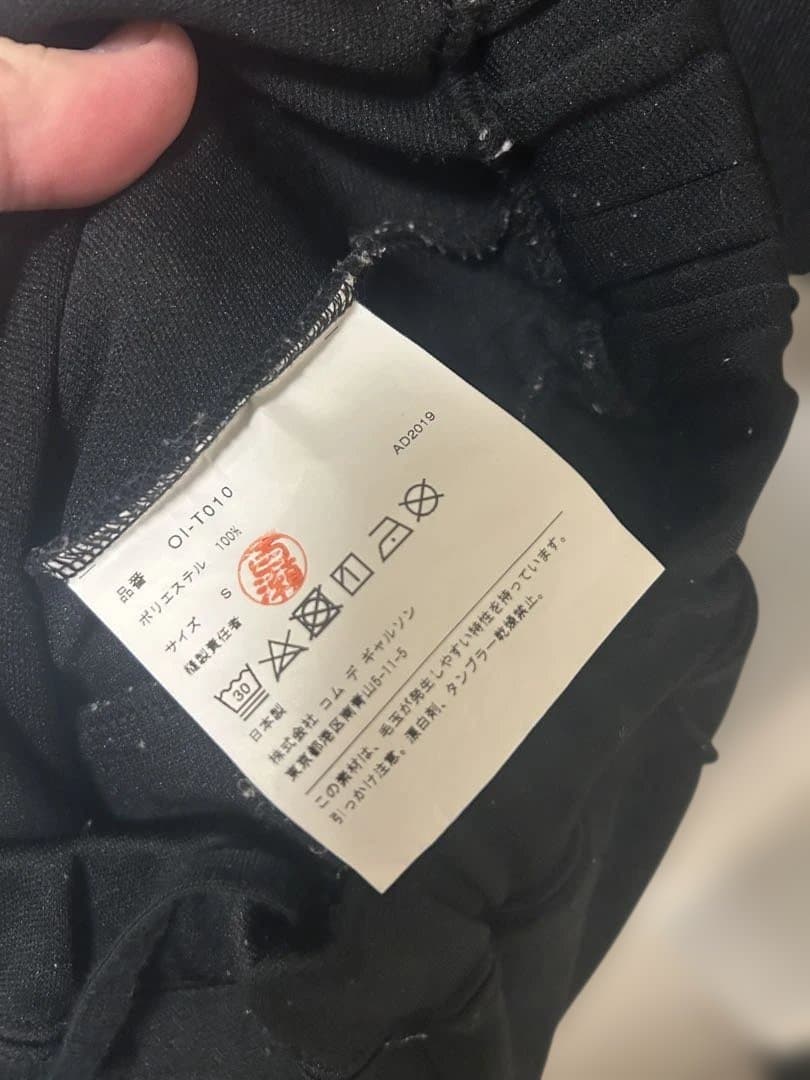 AD2019
品番 OI-T010
ポリエステル 100%
サイズ S
縫製責任者 高瀬
30
日本製
株式会社 コム デ ギャルソン
東京都港区南青山5-11-5
この素材は、毛玉が発生しやすい特性を持っています。
引っかけ注意。漂白剤、タンブラー乾燥禁止。